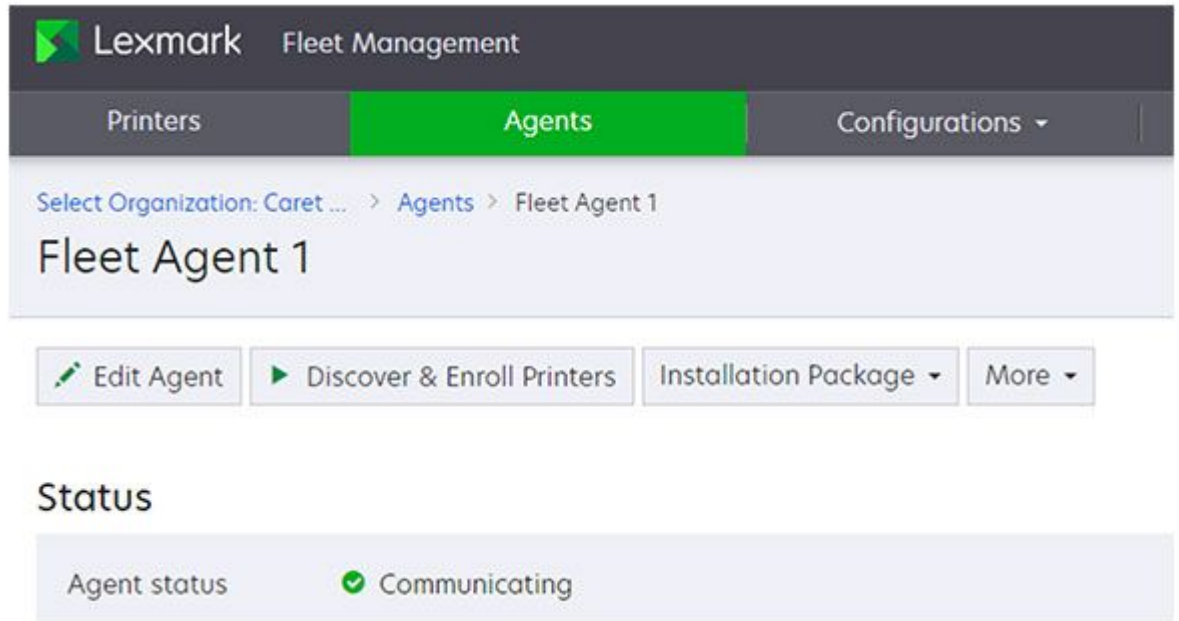 Lexmark Fleet Management
Printers Agents Configurations
Select Organization: Caret ... > Agents > Fleet Agent 1
Fleet Agent 1
Edit Agent Discover & Enroll Printers Installation Package More
Status
Agent status Communicating